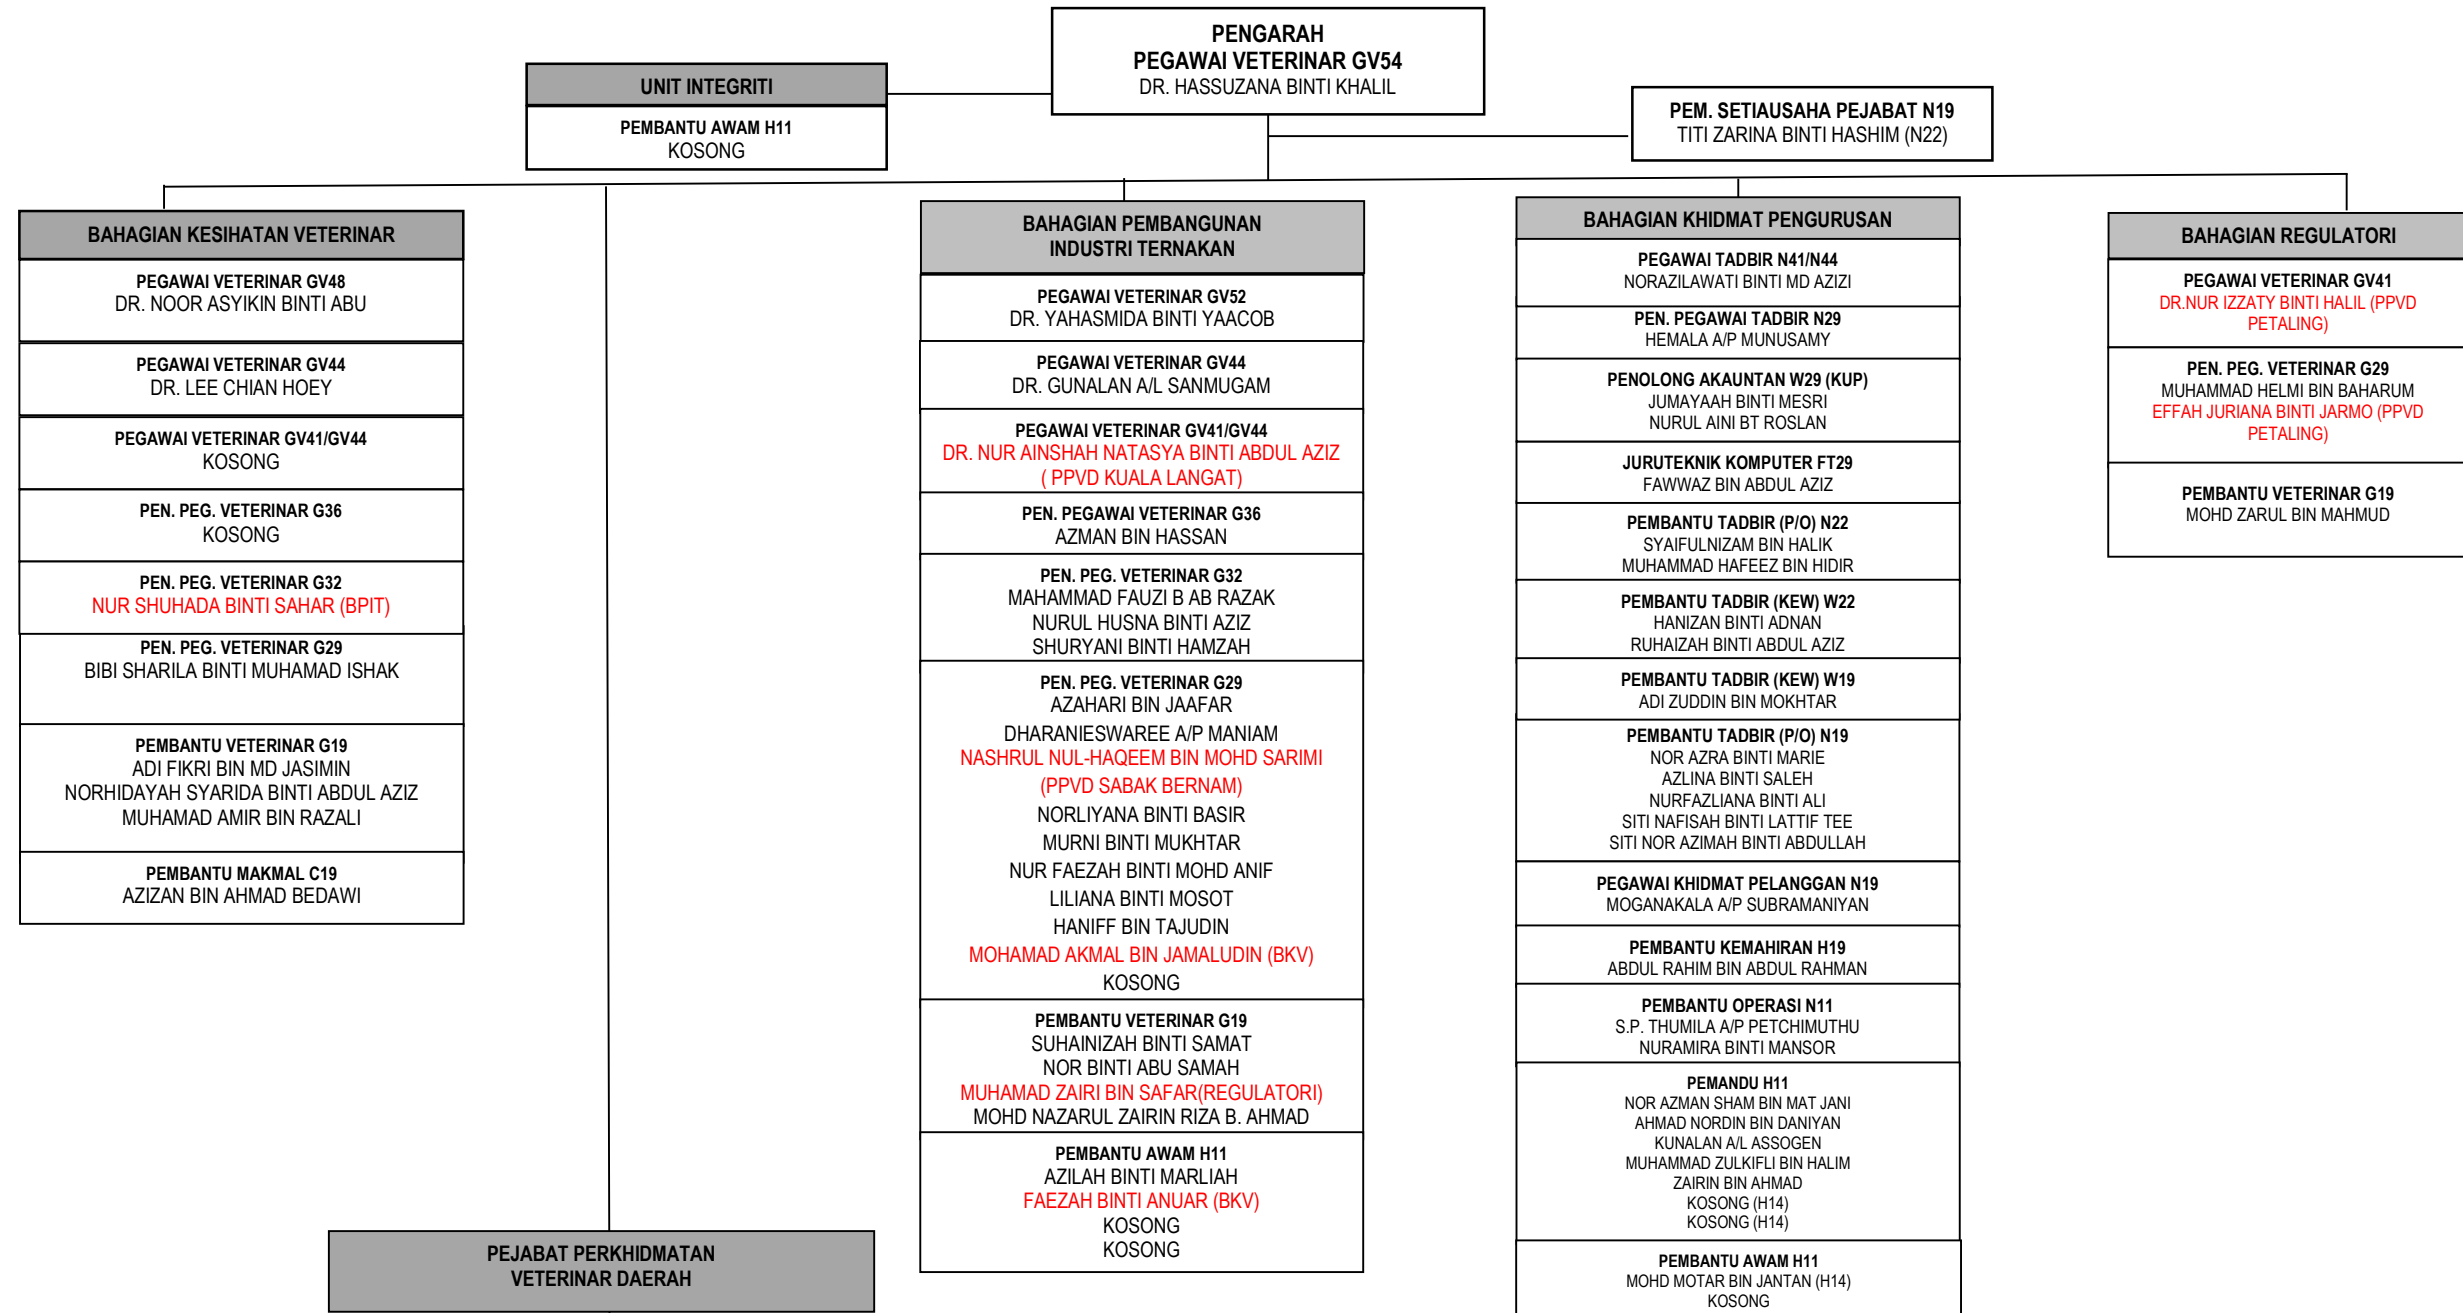 PENGARAH
PEGAWAI VETERINAR GV54
DR. HASSUZANA BINTI KHALIL
UNIT INTEGRITI
PEMBANTU AWAM H11
KOSONG
PEM. SETIAUSAHA PEJABAT N19
TITI ZARINA BINTI HASHIM (N22)
BAHAGIAN KESIHATAN VETERINAR
PEGAWAI VETERINAR GV48
DR. NOOR ASYIKIN BINTI ABU
PEGAWAI VETERINAR GV44
DR. LEE CHIAN HOEY
PEGAWAI VETERINAR GV41/GV44
KOSONG
PEN. PEG. VETERINAR G36
KOSONG
PEN. PEG. VETERINAR G32
NUR SHUHADA BINTI SAHAR (BPIT)
PEN. PEG. VETERINAR G29
BIBI SHARILA BINTI MUHAMAD ISHAK
PEMBANTU VETERINAR G19
ADI FIKRI BIN MD JASIMIN
NORHIDAYAH SYARIDA BINTI ABDUL AZIZ
MUHAMAD AMIR BIN RAZALI
PEMBANTU MAKMAL C19
AZIZAN BIN AHMAD BEDAWI
PEJABAT PERKHIDMATAN
VETERINAR DAERAH
BAHAGIAN PEMBANGUNAN
INDUSTRI TERNAKAN
PEGAWAI VETERINAR GV52
DR. YAHASMIDA BINTI YAACOB
PEGAWAI VETERINAR GV44
DR. GUNALAN A/L SANMUGAM
PEGAWAI VETERINAR GV41/GV44
DR. NUR AINSHAH NATASYA BINTI ABDUL AZIZ
( PPVD KUALA LANGAT)
PEN. PEGAWAI VETERINAR G36
AZMAN BIN HASSAN
PEN. PEG. VETERINAR G32
MAHAMMAD FAUZI B AB RAZAK
NURUL HUSNA BINTI AZIZ
SHURYANI BINTI HAMZAH
PEN. PEG. VETERINAR G29
AZAHARI BIN JAAFAR
DHARANIESWAREE A/P MANIAM
NASHRUL NUL-HAQEEM BIN MOHD SARIMI
(PPVD SABAK BERNAM)
NORLIYANA BINTI BASIR
MURNI BINTI MUKHTAR
NUR FAEZAH BINTI MOHD ANIF
LILIANA BINTI MOSOT
HANIFF BIN TAJUDIN
MOHAMAD AKMAL BIN JAMALUDIN (BKV)
KOSONG
PEMBANTU VETERINAR G19
SUHAINIZAH BINTI SAMAT
NOR BINTI ABU SAMAH
MUHAMAD ZAIRI BIN SAFAR(REGULATORI)
MOHD NAZARUL ZAIRIN RIZA B. AHMAD
PEMBANTU AWAM H11
AZILAH BINTI MARLIAH
FAEZAH BINTI ANUAR (BKV)
KOSONG
KOSONG
BAHAGIAN KHIDMAT PENGURUSAN
PEGAWAI TADBIR N41/N44
NORAZILAWATI BINTI MD AZIZI
PEN. PEGAWAI TADBIR N29
HEMALA A/P MUNUSAMY
PENOLONG AKAUNTAN W29 (KUP)
JUMAYAAH BINTI MESRI
NURUL AINI BT ROSLAN
JURUTEKNIK KOMPUTER FT29
FAWWAZ BIN ABDUL AZIZ
PEMBANTU TADBIR (P/O) N22
SYAIFULNIZAM BIN HALIK
MUHAMMAD HAFEEZ BIN HIDIR
PEMBANTU TADBIR (KEW) W22
HANIZAN BINTI ADNAN
RUHAIZAH BINTI ABDUL AZIZ
PEMBANTU TADBIR (KEW) W19
ADI ZUDDIN BIN MOKHTAR
PEMBANTU TADBIR (P/O) N19
NOR AZRA BINTI MARIE
AZLINA BINTI SALEH
NURFAZLIANA BINTI ALI
SITI NAFISAH BINTI LATTIF TEE
SITI NOR AZIMAH BINTI ABDULLAH
PEGAWAI KHIDMAT PELANGGAN N19
MOGANAKALA A/P SUBRAMANIYAN
PEMBANTU KEMAHIRAN H19
ABDUL RAHIM BIN ABDUL RAHMAN
PEMBANTU OPERASI N11
S.P. THUMILA A/P PETCHIMUTHU
NURAMIRA BINTI MANSOR
PEMANDU H11
NOR AZMAN SHAM BIN MAT JANI
AHMAD NORDIN BIN DANIYAN
KUNALAN A/L ASSOGEN
MUHAMMAD ZULKIFLI BIN HALIM
ZAIRIN BIN AHMAD
KOSONG (H14)
KOSONG (H14)
PEMBANTU AWAM H11
MOHD MOTAR BIN JANTAN (H14)
KOSONG
BAHAGIAN REGULATORI
PEGAWAI VETERINAR GV41
DR.NUR IZZATY BINTI HALIL (PPVD
PETALING)
PEN. PEG. VETERINAR G29
MUHAMMAD HELMI BIN BAHARUM
EFFAH JURIANA BINTI JARMO (PPVD
PETALING)
PEMBANTU VETERINAR G19
MOHD ZARUL BIN MAHMUD